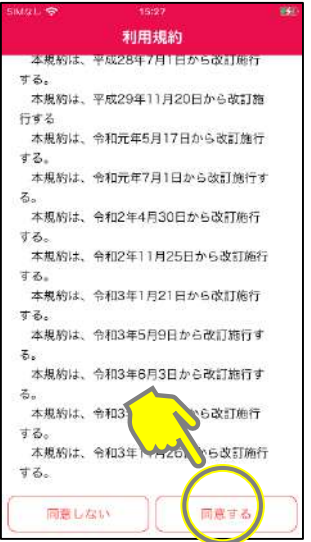 SIMなし 15:27
利用規約
本規約は、平成28年7月1日から改訂施行
する。
本規約は、平成29年11月20日から改訂施
行する
本規約は、令和元年5月17日から改訂施行
する。
本規約は、令和元年7月1日から改訂施行す
る。
本規約は、令和2年4月30日から改訂施行
する。
本規約は、令和2年11月25日から改訂施行
する。
本規約は、令和3年1月21日から改訂施行
する。
本規約は、令和3年5月9日から改訂施行す
る。
本規約は、令和3年6月3日から改訂施行す
る。
本規約は、令和3 から改訂施行
する。
本規約は、令和3年 から改訂施行
する。
同意しない 同意する